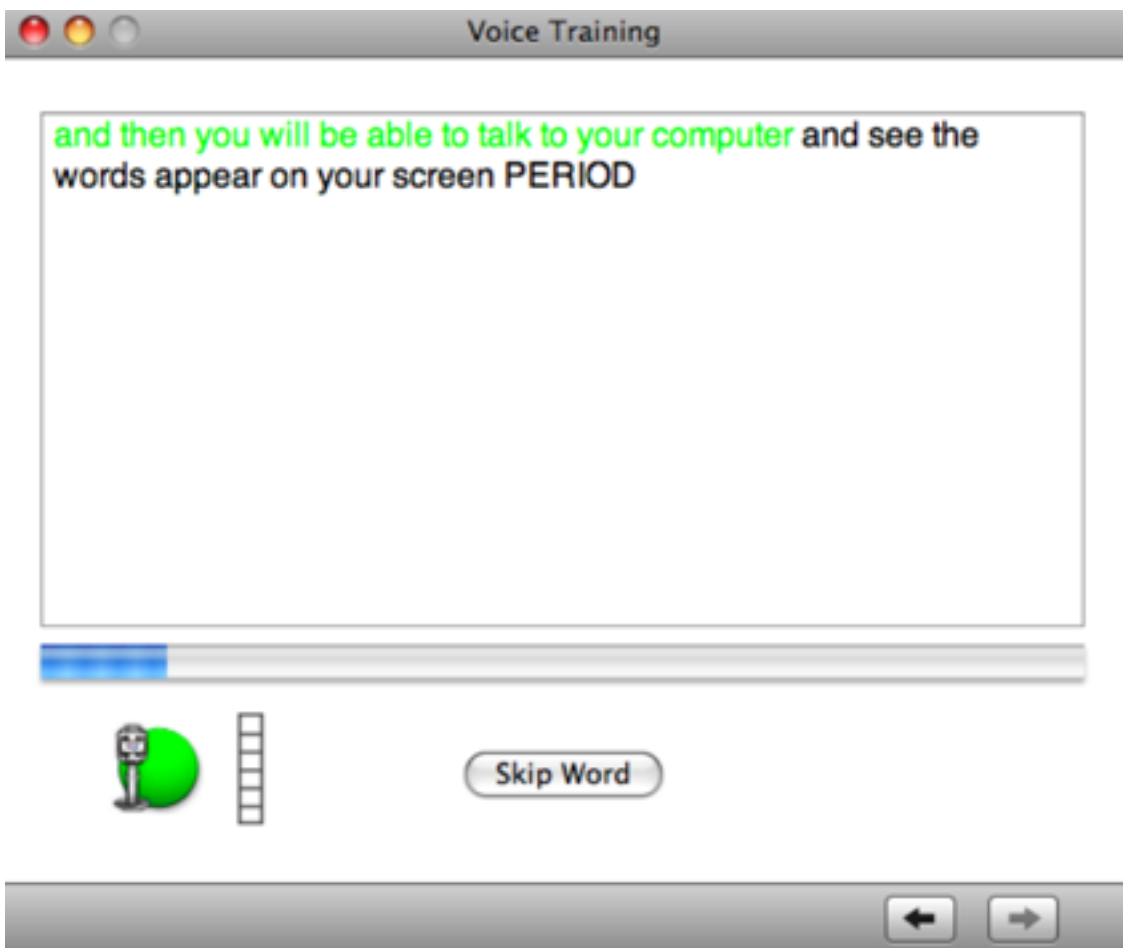 Voice Training
and then you will be able to talk to your computer and see the
words appear on your screen PERIOD
Skip Word